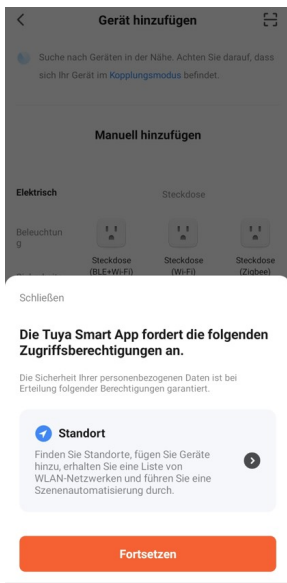 Gerät hinzufügen
Suche nach Geräten in der Nähe. Achten Sie darauf, dass
sich Ihr Gerät im Kopplungsmodus befindet.
Manuell hinzufügen
Elektrisch
Steckdose
Beleuchtun
g
Steckdose
(BLE+Wi-Fi)
Steckdose
(Wi-Fi)
Steckdose
(Zigbee)
Schließen
Die Tuya Smart App fordert die folgenden
Zugriffsberechtigungen an.
Die Sicherheit Ihrer personenbezogenen Daten ist bei
Erteilung folgender Berechtigungen garantiert.
Standort
Finden Sie Standorte, fügen Sie Geräte
hinzu, erhalten Sie eine Liste von
WLAN-Netzwerken und führen Sie eine
Szenenautomatisierung durch.
Fortsetzen